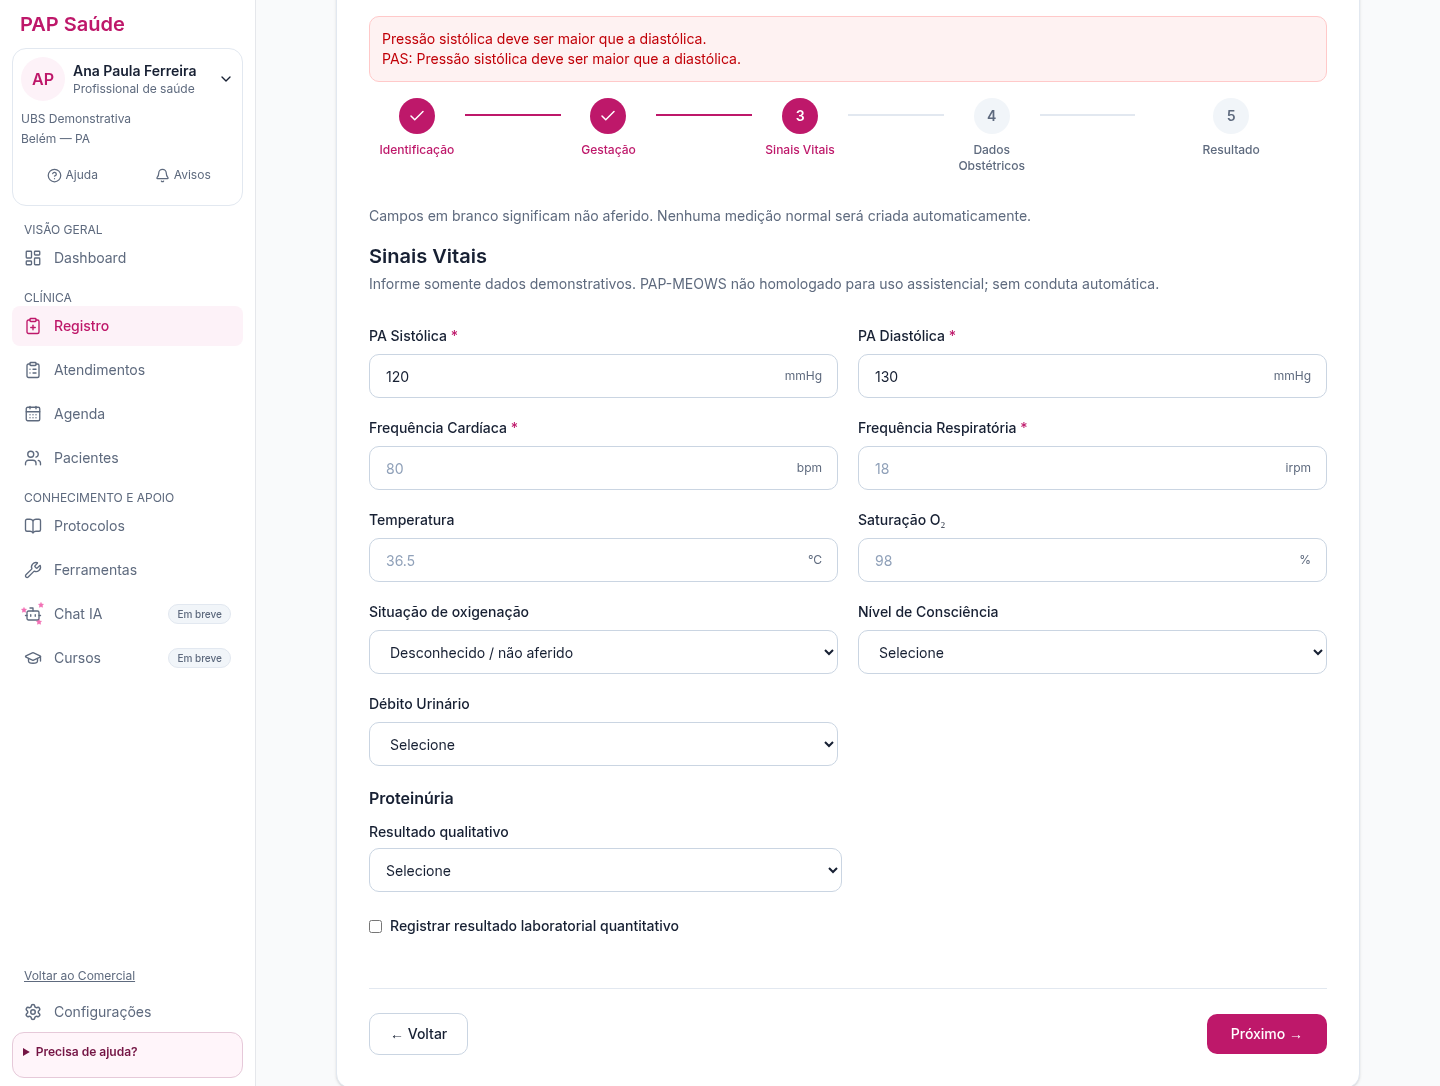 PAP Saúde
AP
Ana Paula Ferreira
Profissional de saúde
UBS Demonstrativa
Belém — PA
Ajuda
Avisos
VISÃO GERAL
Dashboard
CLÍNICA
Registro
Atendimentos
Agenda
Pacientes
CONHECIMENTO E APOIO
Protocolos
Ferramentas
Chat IA
Em breve
Cursos
Em breve
Voltar ao Comercial
Configurações
Precisa de ajuda?
Pressão sistólica deve ser maior que a diastólica.
PAS: Pressão sistólica deve ser maior que a diastólica.
Identificação
Gestação
3
Sinais Vitais
4
Dados
Obstétricos
5
Resultado
Campos em branco significam não aferido. Nenhuma medição normal será criada automaticamente.
Sinais Vitais
Informe somente dados demonstrativos. PAP-MEOWS não homologado para uso assistencial; sem conduta automática.
PA Sistólica *
120 mmHg
PA Diastólica *
130 mmHg
Frequência Cardíaca *
80 bpm
Frequência Respiratória *
18 irpm
Temperatura
36.5 °C
Saturação O₂
98 %
Situação de oxigenação
Desconhecido / não aferido
Nível de Consciência
Selecione
Débito Urinário
Selecione
Proteinúria
Resultado qualitativo
Selecione
Registrar resultado laboratorial quantitativo
← Voltar
Próximo →